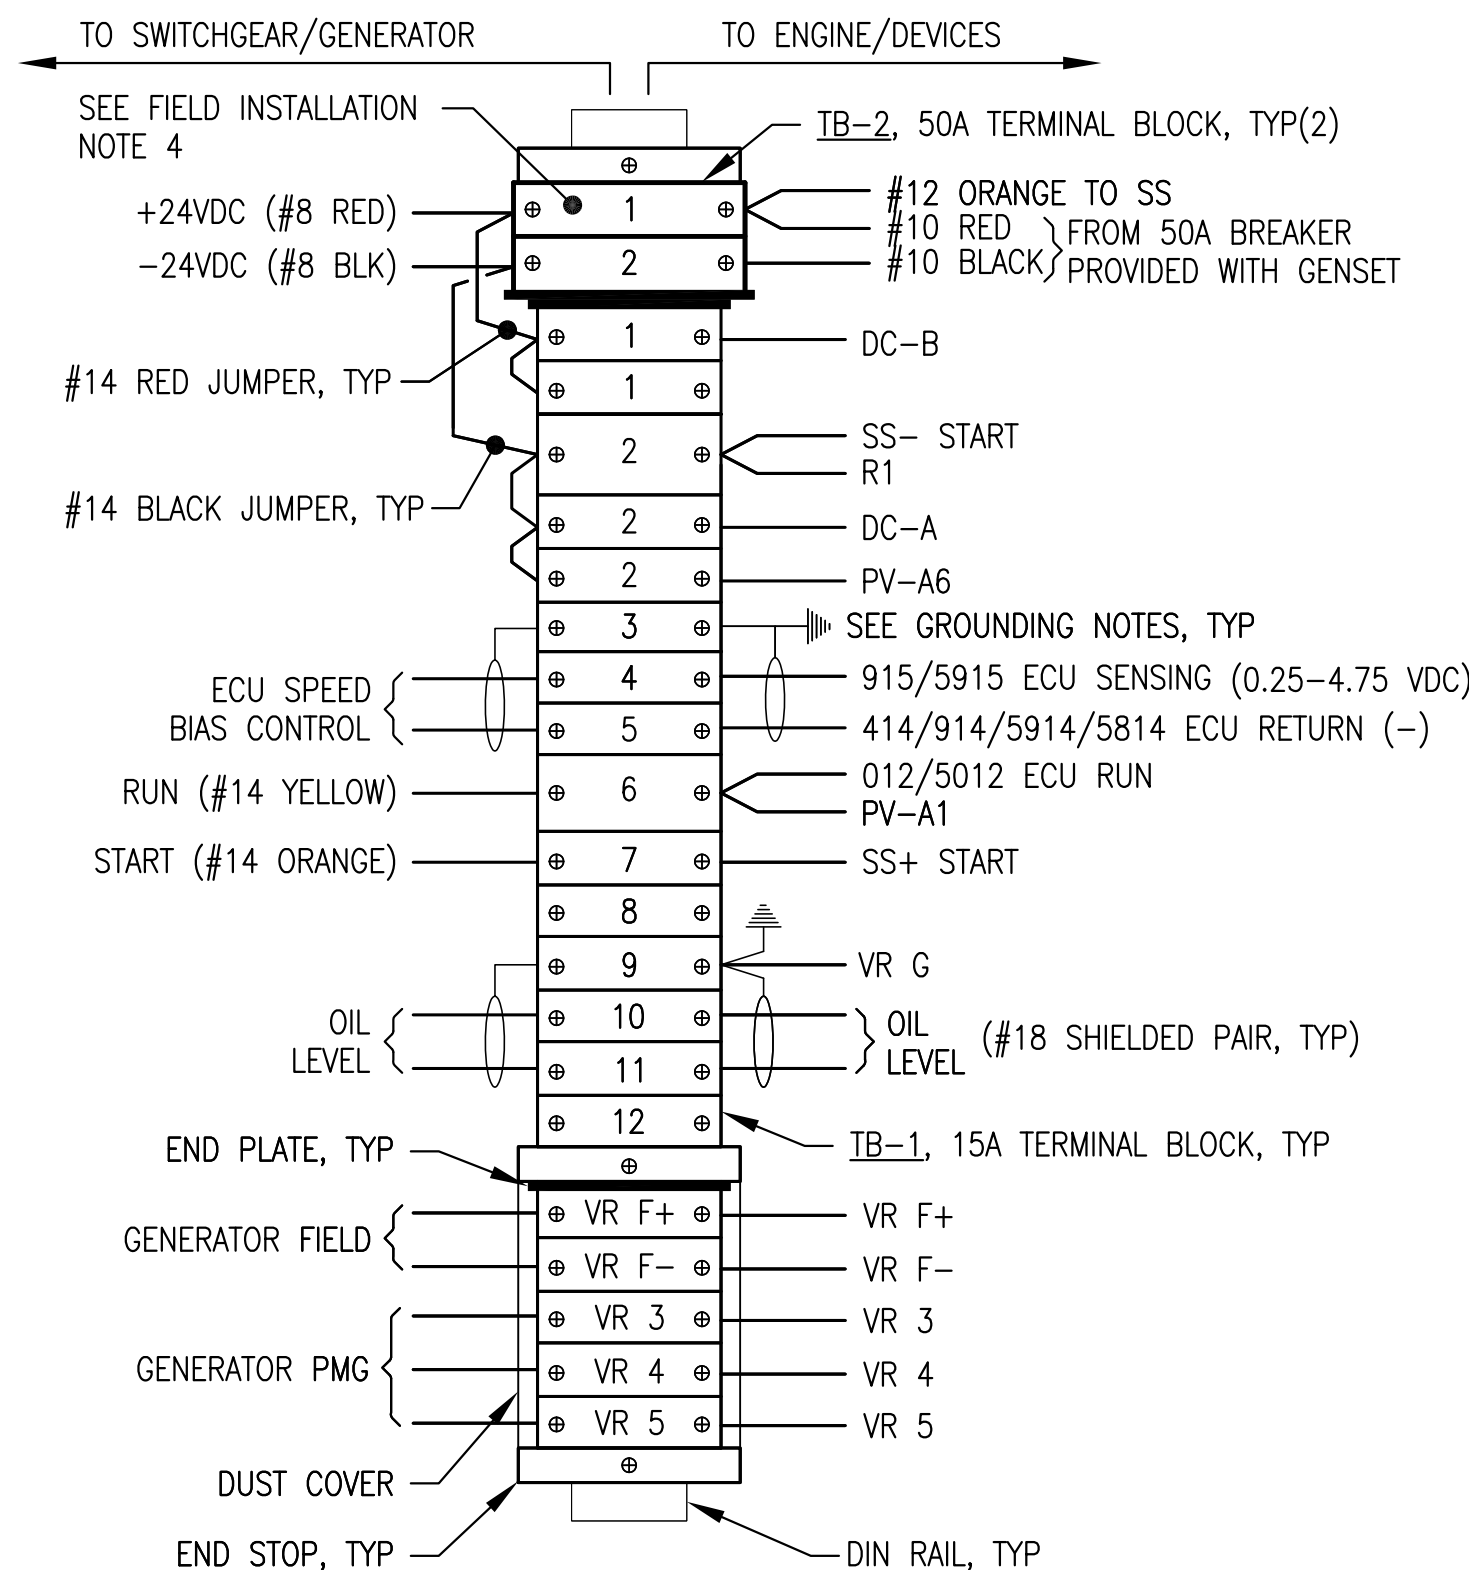 TO SWITCHGEAR/GENERATOR
TO ENGINE/DEVICES
SEE FIELD INSTALLATION
NOTE 4
TB-2, 50A TERMINAL BLOCK, TYP(2)
+24VDC (#8 RED)
1
#12 ORANGE TO SS
#10 RED
FROM 50A BREAKER
-24VDC (#8 BLK)
2
#10 BLACK
PROVIDED WITH GENSET
1
DC-B
#14 RED JUMPER, TYP
1
2
SS- START
R1
#14 BLACK JUMPER, TYP
2
DC-A
2
PV-A6
3
SEE GROUNDING NOTES, TYP
ECU SPEED
BIAS CONTROL
4
915/5915 ECU SENSING (0.25-4.75 VDC)
5
414/914/5914/5814 ECU RETURN (-)
RUN (#14 YELLOW)
6
012/5012 ECU RUN
PV-A1
START (#14 ORANGE)
7
SS+ START
8
9
VR G
OIL
LEVEL
10
11
OIL
LEVEL
(#18 SHIELDED PAIR, TYP)
12
END PLATE, TYP
TB-1, 15A TERMINAL BLOCK, TYP
GENERATOR FIELD
VR F+
VR F+
VR F-
VR F-
GENERATOR PMG
VR 3
VR 3
VR 4
VR 4
VR 5
VR 5
DUST COVER
END STOP, TYP
DIN RAIL, TYP